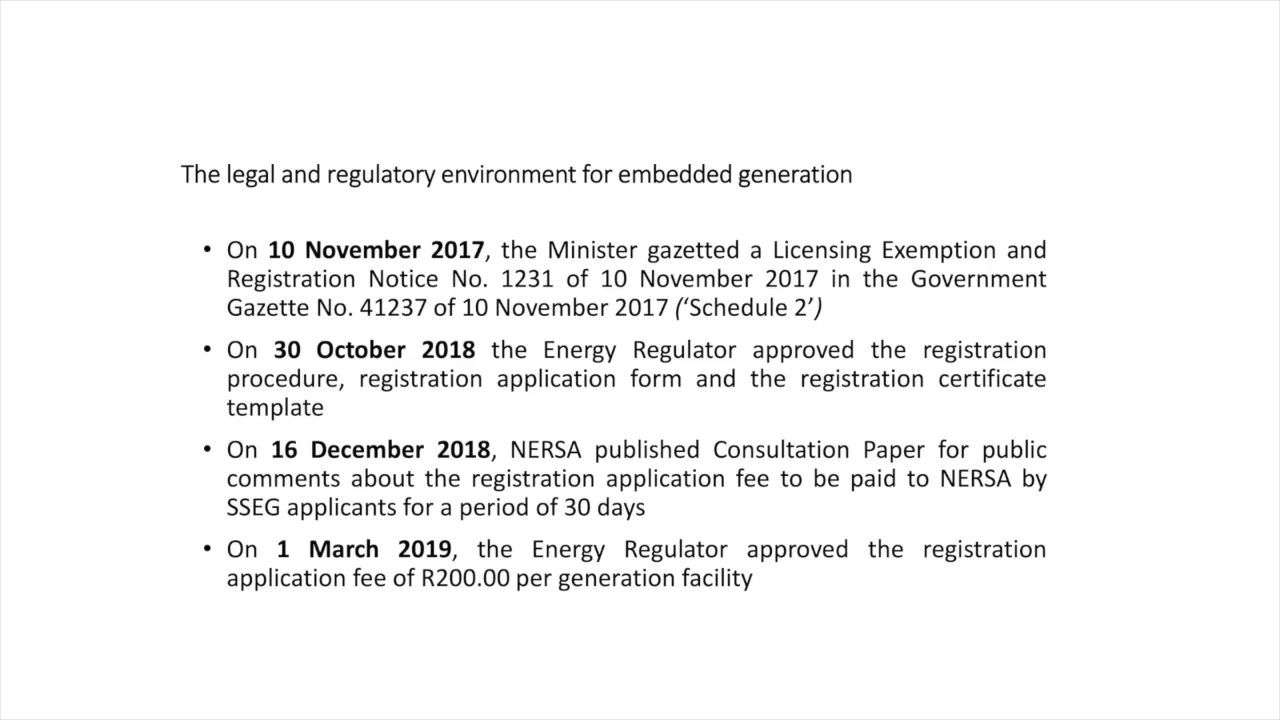 The legal and regulatory environment for embedded generation
• On 10 November 2017, the Minister gazetted a Licensing Exemption and
Registration Notice No. 1231 of 10 November 2017 in the Government
Gazette No. 41237 of 10 November 2017 (‘Schedule 2’)
• On 30 October 2018 the Energy Regulator approved the registration
procedure, registration application form and the registration certificate
template
• On 16 December 2018, NERSA published Consultation Paper for public
comments about the registration application fee to be paid to NERSA by
SSEG applicants for a period of 30 days
• On 1 March 2019, the Energy Regulator approved the registration
application fee of R200.00 per generation facility